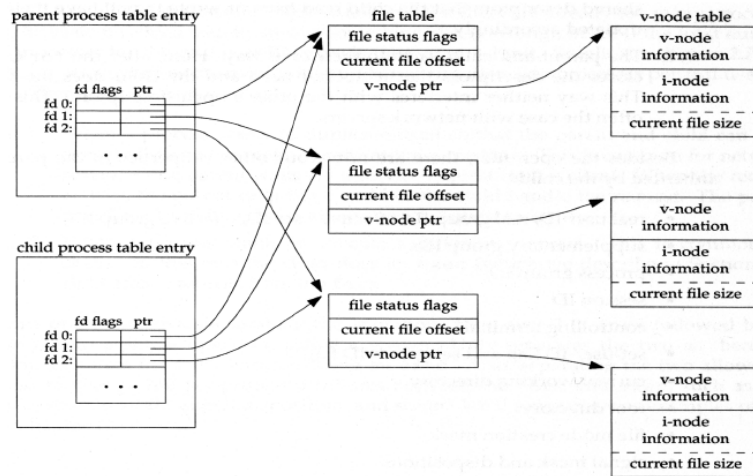 parent process table entry
fd flags ptr
fd 0:
fd 1:
fd 2:
. . .
child process table entry
fd flags ptr
fd 0:
fd 1:
fd 2:
. . .
file table
file status flags
current file offset
v-node ptr
file status flags
current file offset
v-node ptr
file status flags
current file offset
v-node ptr
v-node table
v-node
information
i-node
information
current file size
v-node
information
i-node
information
current file size
v-node
information
i-node
information
current file size